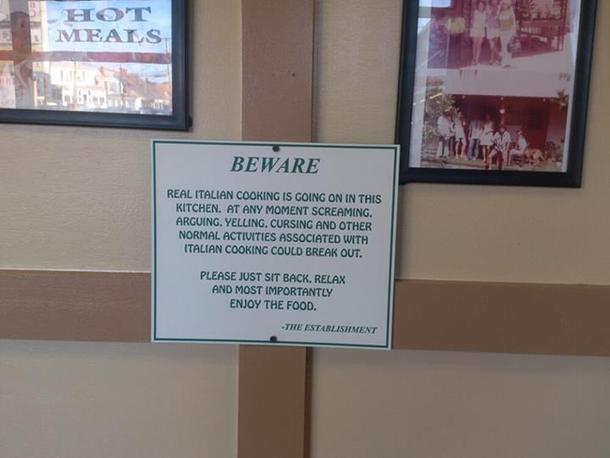 HOT
MEALS
BEWARE
REAL ITALIAN COOKING IS GOING ON IN THIS
KITCHEN. AT ANY MOMENT SCREAMING,
ARGUING, YELLING, CURSING AND OTHER
NORMAL ACTIVITIES ASSOCIATED WITH
ITALIAN COOKING COULD BREAK OUT.
PLEASE JUST SIT BACK, RELAX
AND MOST IMPORTANTLY
ENJOY THE FOOD.
-THE ESTABLISHMENT